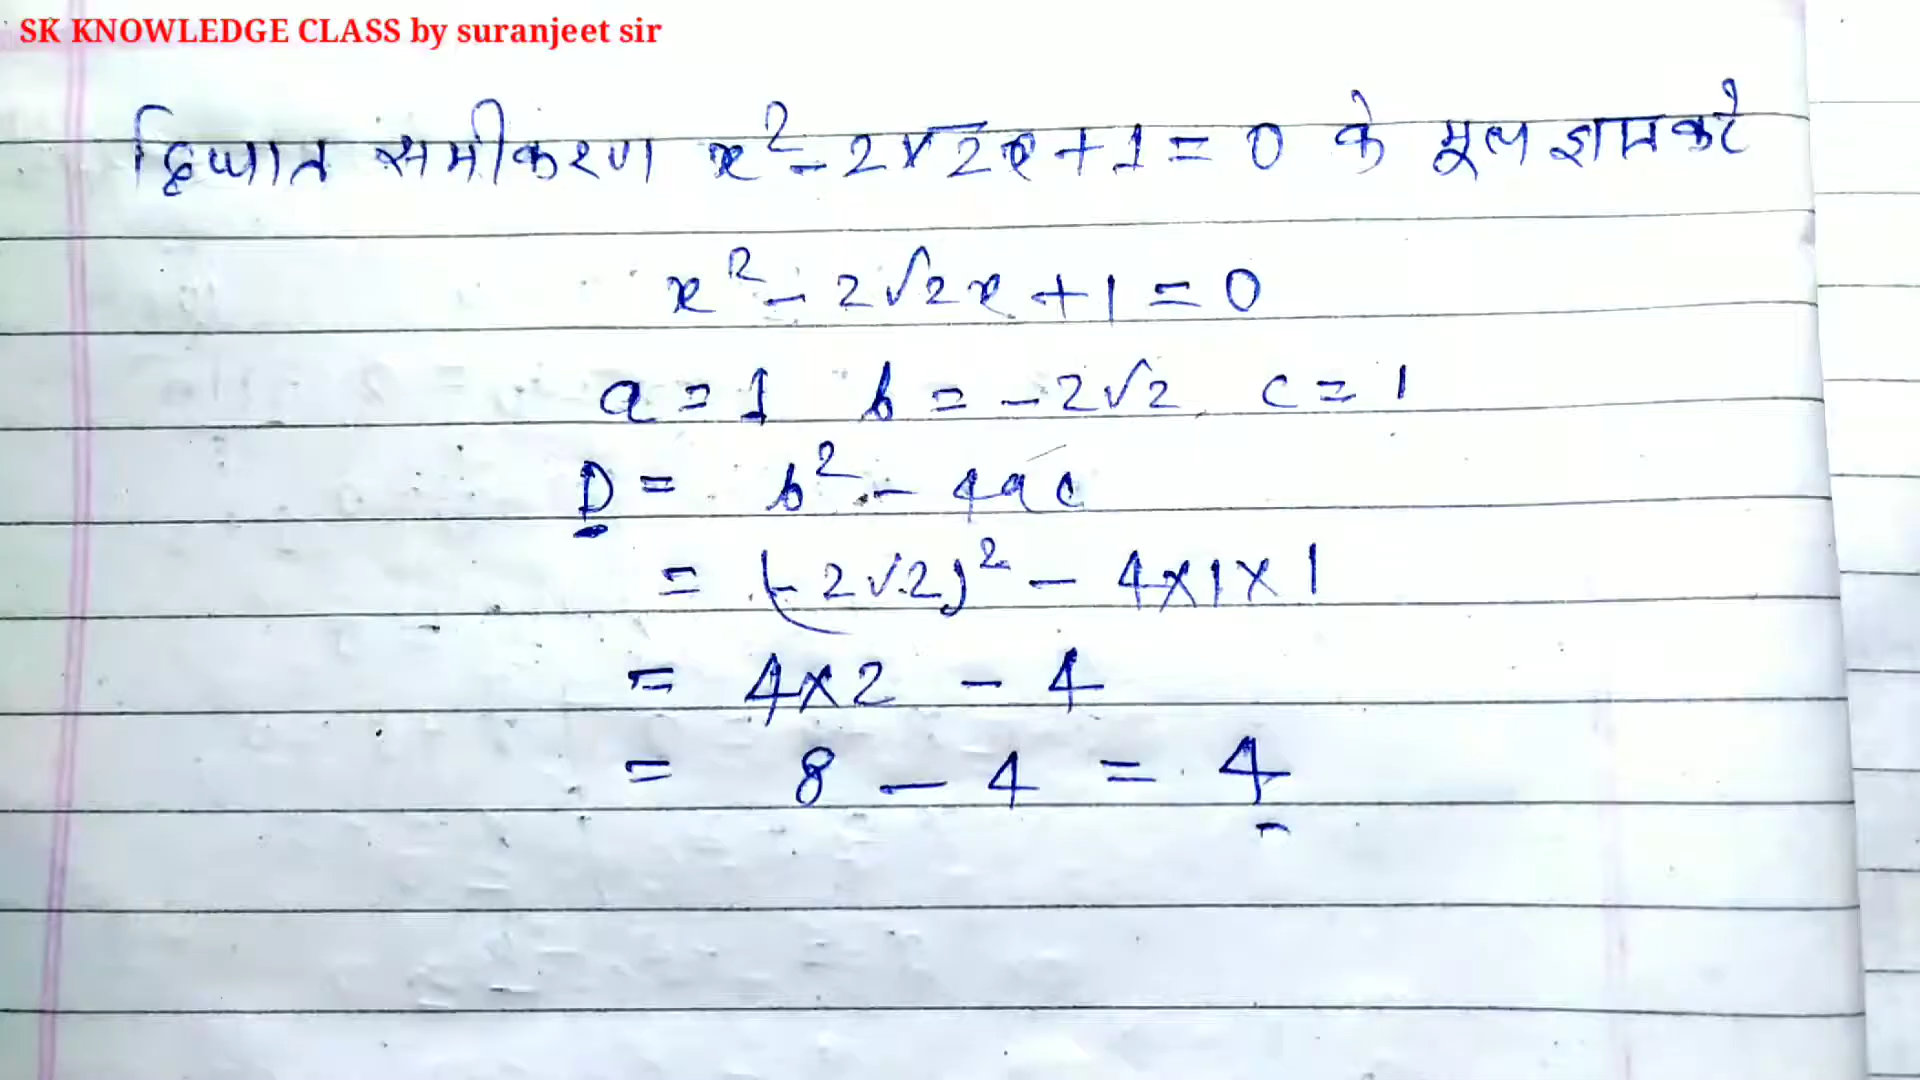 SK KNOWLEDGE CLASS by suranjeet sir
द्विघात समीकरण x² - 2√2x + 1 = 0 के मूल ज्ञात करे
x² - 2√2x + 1 = 0
a = 1 b = -2√2, c = 1
D = b² - 4ac
= (-2√2)² - 4×1×1
= 4×2 - 4
= 8 - 4 = 4